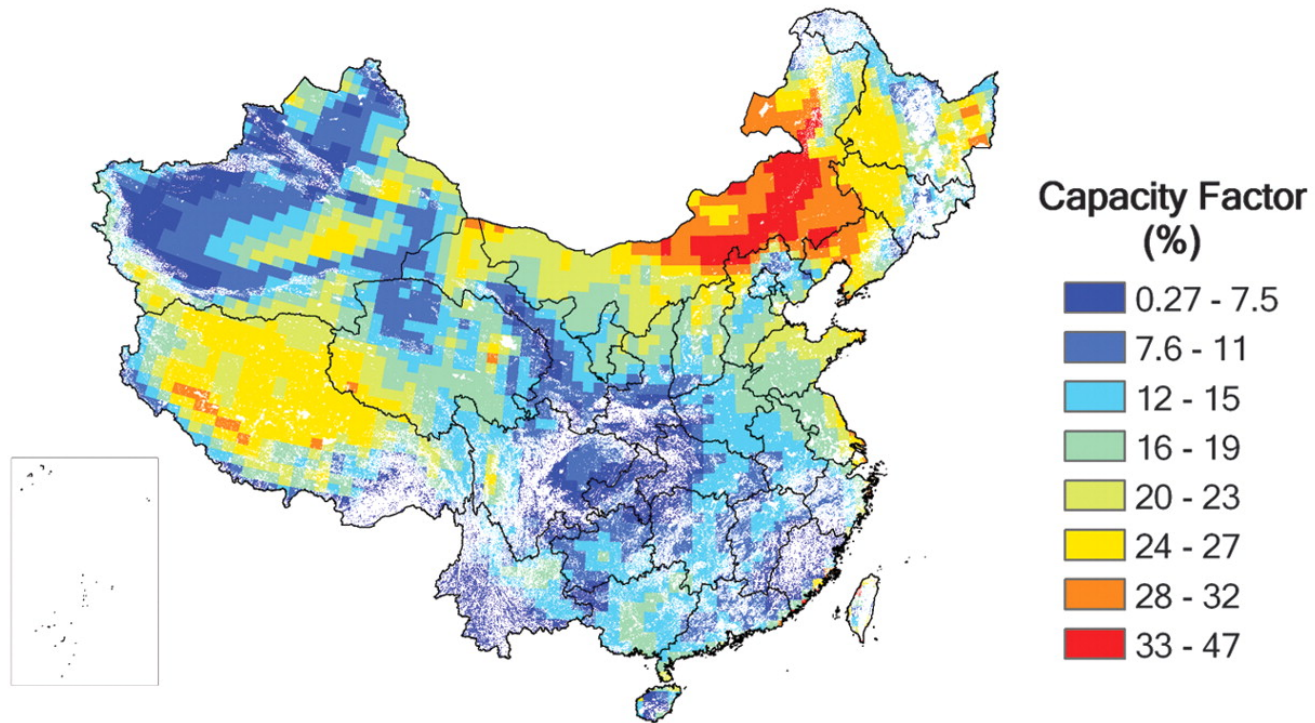 Capacity Factor
(%)
0.27 - 7.5
7.6 - 11
12 - 15
16 - 19
20 - 23
24 - 27
28 - 32
33 - 47